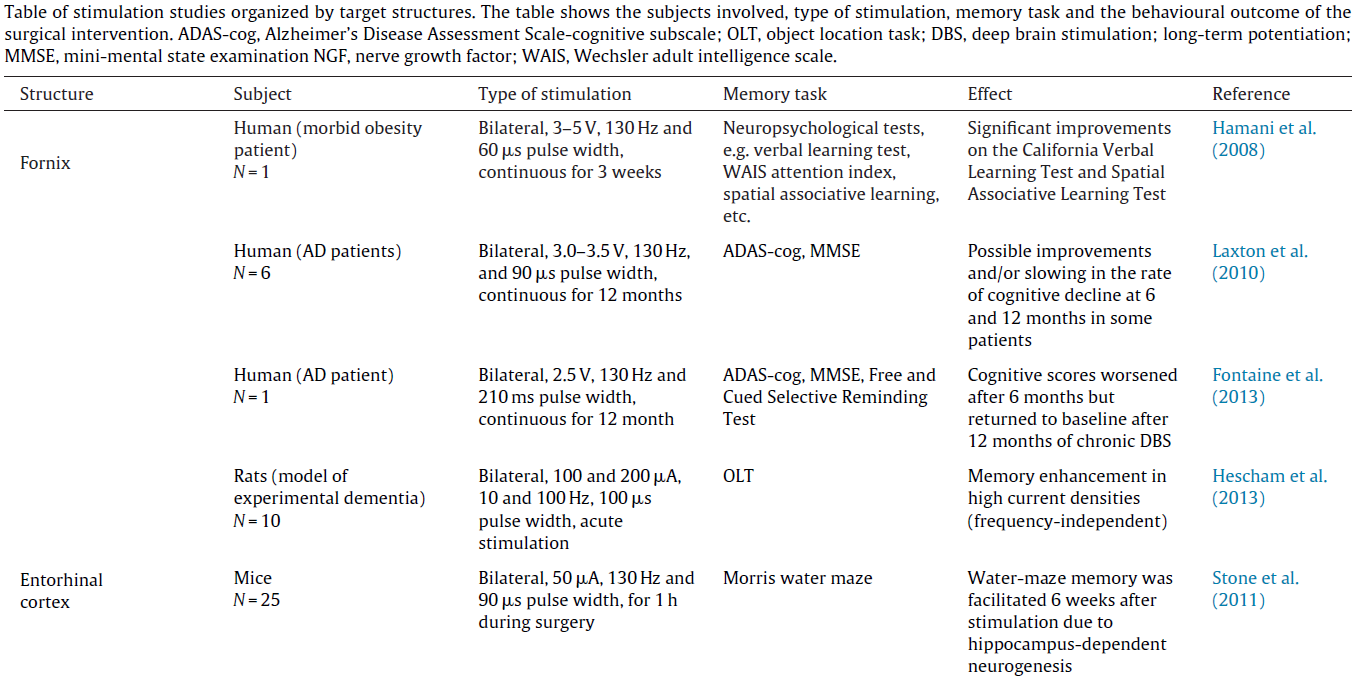 Table of stimulation studies organized by target structures. The table shows the subjects involved, type of stimulation, memory task and the behavioural outcome of the
surgical intervention. ADAS-cog, Alzheimer's Disease Assessment Scale-cognitive subscale; OLT, object location task; DBS, deep brain stimulation; long-term potentiation;
MMSE, mini-mental state examination NGF, nerve growth factor; WAIS, Wechsler adult intelligence scale.
Structure Subject Type of stimulation Memory task Effect Reference
Fornix
Human (morbid obesity
patient)
N = 1
Bilateral, 3–5 V, 130 Hz and
60 μs pulse width,
continuous for 3 weeks
Neuropsychological tests,
e.g. verbal learning test,
WAIS attention index,
spatial associative learning,
etc.
Significant improvements
on the California Verbal
Learning Test and Spatial
Associative Learning Test
Hamani et al.
(2008)
Human (AD patients)
N = 6
Bilateral, 3.0–3.5 V, 130 Hz,
and 90 μs pulse width,
continuous for 12 months
ADAS-cog, MMSE
Possible improvements
and/or slowing in the rate
of cognitive decline at 6
and 12 months in some
patients
Laxton et al.
(2010)
Human (AD patient)
N = 1
Bilateral, 2.5 V, 130 Hz and
210 ms pulse width,
continuous for 12 month
ADAS-cog, MMSE, Free and
Cued Selective Reminding
Test
Cognitive scores worsened
after 6 months but
returned to baseline after
12 months of chronic DBS
Fontaine et al.
(2013)
Rats (model of
experimental dementia)
N = 10
Bilateral, 100 and 200 μA,
10 and 100 Hz, 100 μs
pulse width, acute
stimulation
OLT
Memory enhancement in
high current densities
(frequency-independent)
Hescham et al.
(2013)
Entorhinal
cortex
Mice
N = 25
Bilateral, 50 μA, 130 Hz and
90 μs pulse width, for 1 h
during surgery
Morris water maze
Water-maze memory was
facilitated 6 weeks after
stimulation due to
hippocampus-dependent
neurogenesis
Stone et al.
(2011)